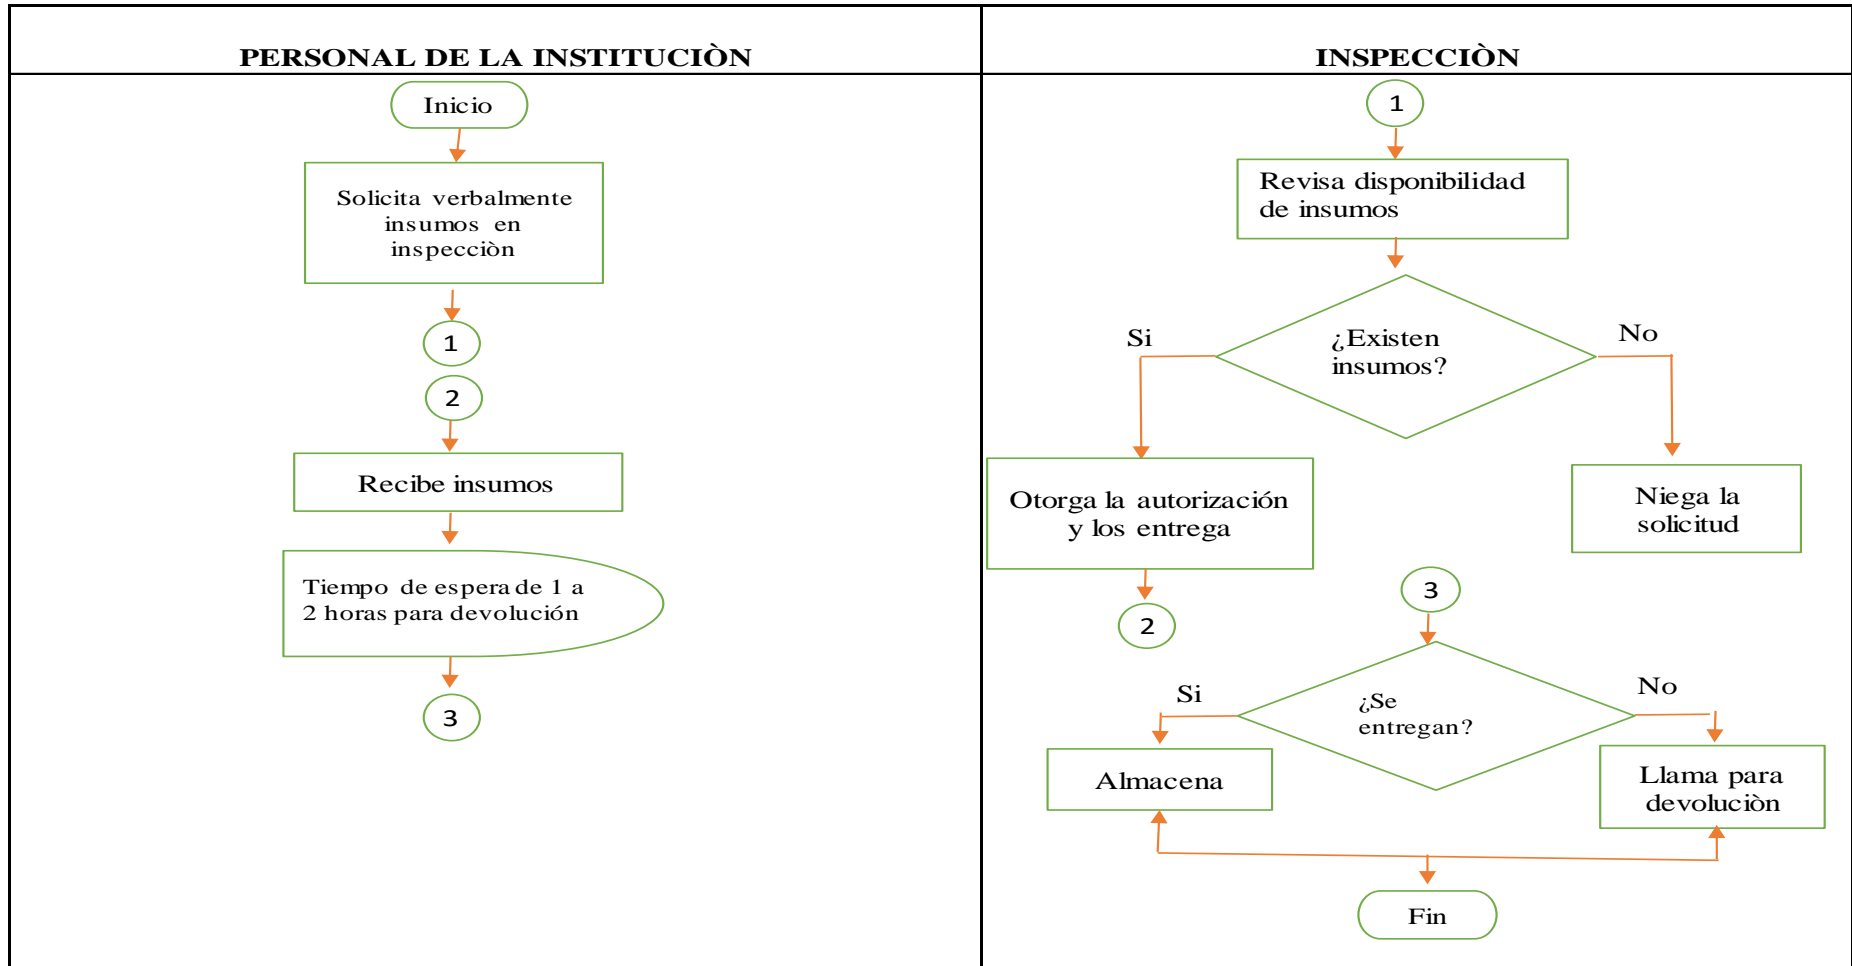 PERSONAL DE LA INSTITUCIÒN
Inicio
Solicita verbalmente
insumos en
inspecciòn
1
2
Recibe insumos
Tiempo de espera de 1 a
2 horas para devolución
3
INSPECCIÒN
1
Revisa disponibilidad
de insumos
¿Existen
insumos?
Si
No
Otorga la autorización
y los entrega
Niega la
solicitud
2
3
¿Se
entregan?
Si
No
Almacena
Llama para
devoluciòn
Fin